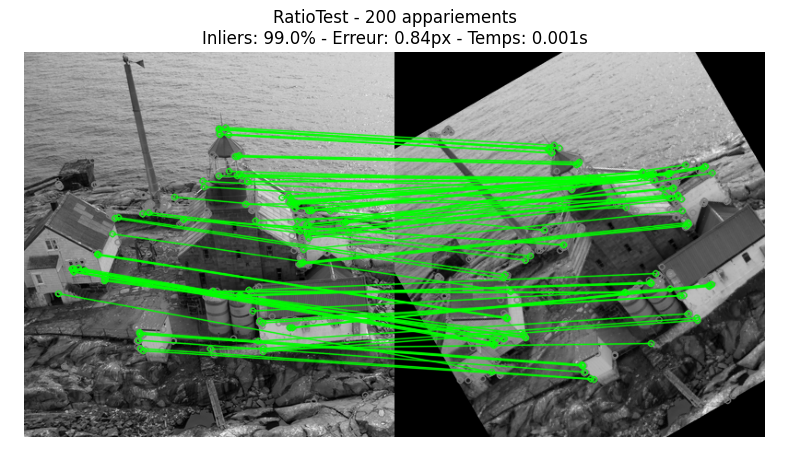 RatioTest - 200 appariements
Inliers: 99.0% - Erreur: 0.84px - Temps: 0.001s